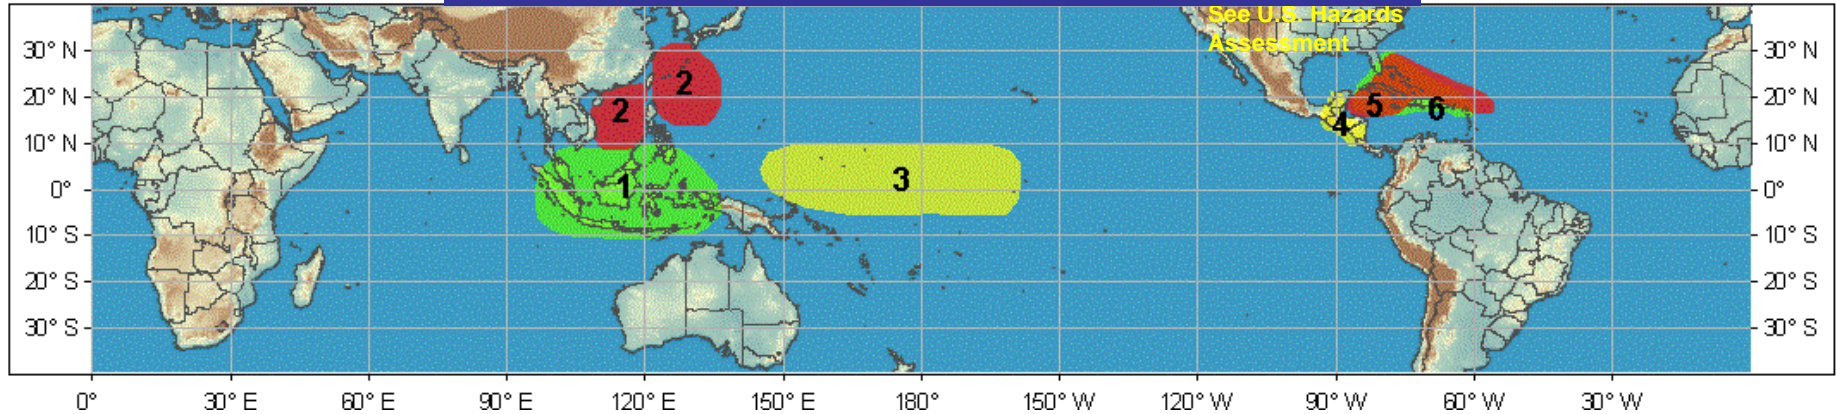 See U.S. Hazards
Assessment
30° N
30° N
2
2
20° N
20° N
5
6
4
10° N
10° N
1
3
0°
0°
10° S
10° S
20° S
20° S
30° S
30° S
0°
30° E
60° E
90° E
120° E
150° E
180°
150° W
120° W
90° W
60° W
30° W